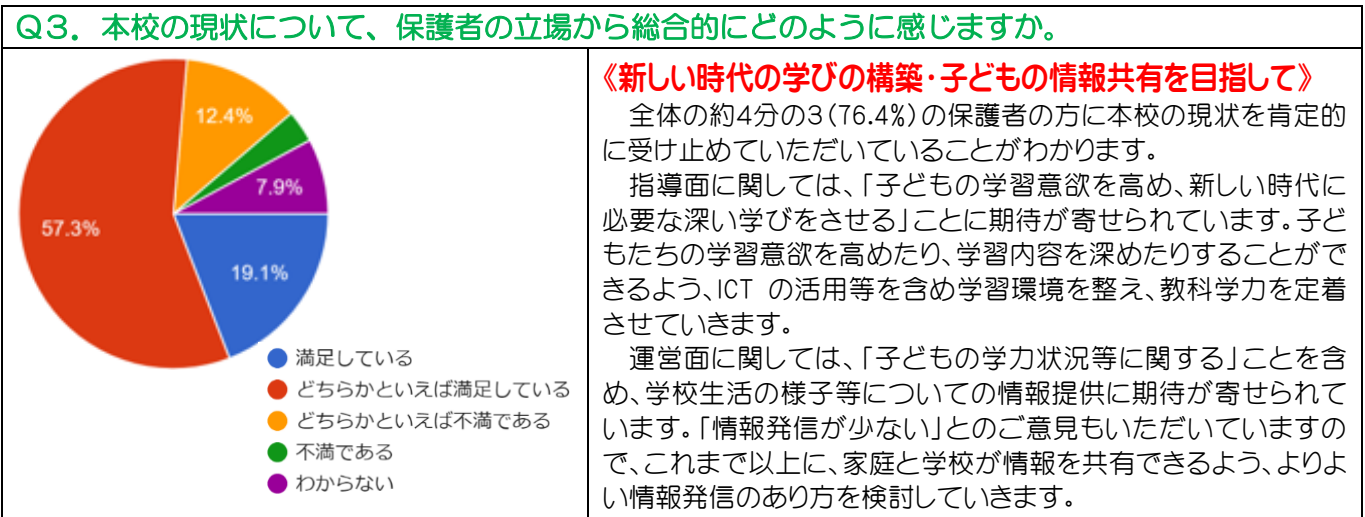 Q3．本校の現状について、保護者の立場から総合的にどのように感じますか。
12.4%
7.9%
57.3%
19.1%
満足している
どちらかといえば満足している
どちらかといえば不満である
不満である
わからない
《新しい時代の学びの構築・子どもの情報共有を目指して》
全体の約4分の3（76.4%）の保護者の方に本校の現状を肯定的
に受け止めていただいていることがわかります。
指導面に関しては、「子どもの学習意欲を高め、新しい時代に
必要な深い学びをさせる」ことに期待が寄せられています。子ど
もたちの学習意欲を高めたり、学習内容を深めたりすることがで
きるよう、ICT の活用等を含め学習環境を整え、教科学力を定着
させていきます。
運営面に関しては、「子どもの学力状況等に関する」ことを含
め、学校生活の様子等についての情報提供に期待が寄せられて
います。「情報発信が少ない」とのご意見もいただいていますの
で、これまで以上に、家庭と学校が情報を共有できるよう、よりよ
い情報発信のあり方を検討していきます。